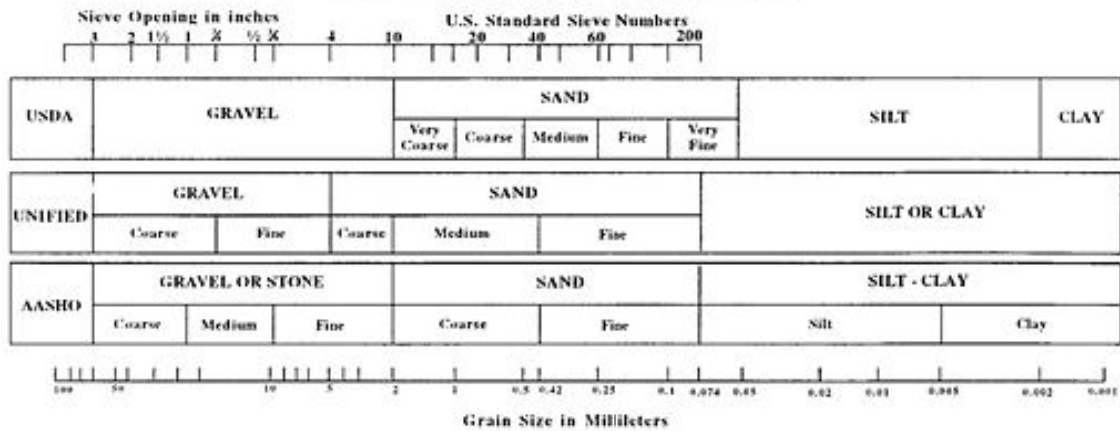 Sieve Opening in inches U.S. Standard Sieve Numbers
3 2 1½ 1 ¾ ½ ⅜ 4 10 20 40 60 200
USDA GRAVEL SAND SILT CLAY
Very Coarse Coarse Medium Fine Very Fine
UNIFIED GRAVEL SAND SILT OR CLAY
Coarse Fine Coarse Medium Fine
AASHO GRAVEL OR STONE SAND SILT - CLAY
Coarse Medium Fine Coarse Fine Silt Clay
100 50 10 5 2 1 0.5 0.42 0.25 0.1 0.074 0.05 0.02 0.01 0.005 0.002 0.001
Grain Size in Millileters